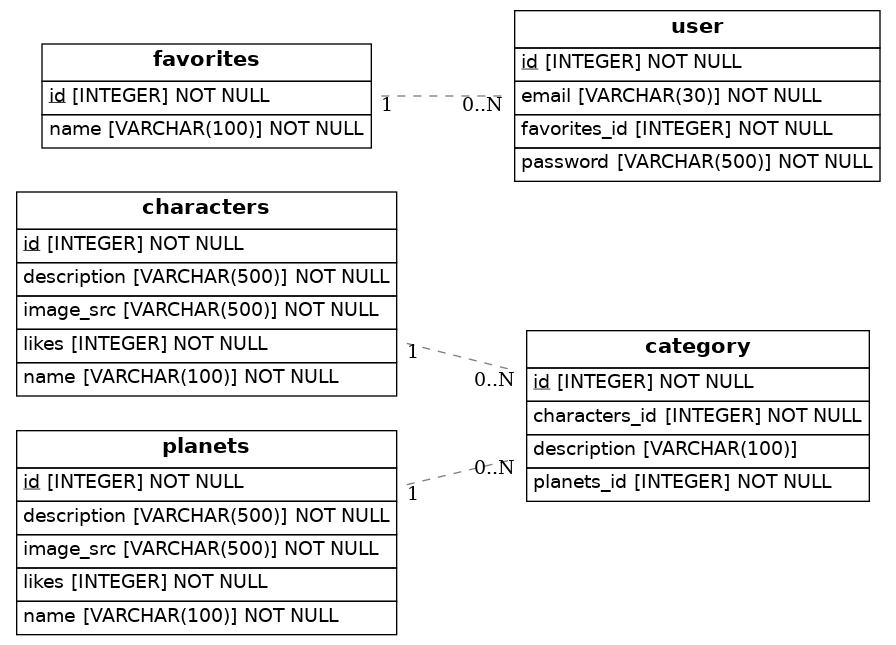 favorites
id [INTEGER] NOT NULL
name [VARCHAR(100)] NOT NULL
1
0..N
user
id [INTEGER] NOT NULL
email [VARCHAR(30)] NOT NULL
favorites_id [INTEGER] NOT NULL
password [VARCHAR(500)] NOT NULL
characters
id [INTEGER] NOT NULL
description [VARCHAR(500)] NOT NULL
image_src [VARCHAR(500)] NOT NULL
likes [INTEGER] NOT NULL
name [VARCHAR(100)] NOT NULL
1
0..N
category
id [INTEGER] NOT NULL
characters_id [INTEGER] NOT NULL
description [VARCHAR(100)]
planets_id [INTEGER] NOT NULL
planets
id [INTEGER] NOT NULL
description [VARCHAR(500)] NOT NULL
image_src [VARCHAR(500)] NOT NULL
likes [INTEGER] NOT NULL
name [VARCHAR(100)] NOT NULL
1
0..N